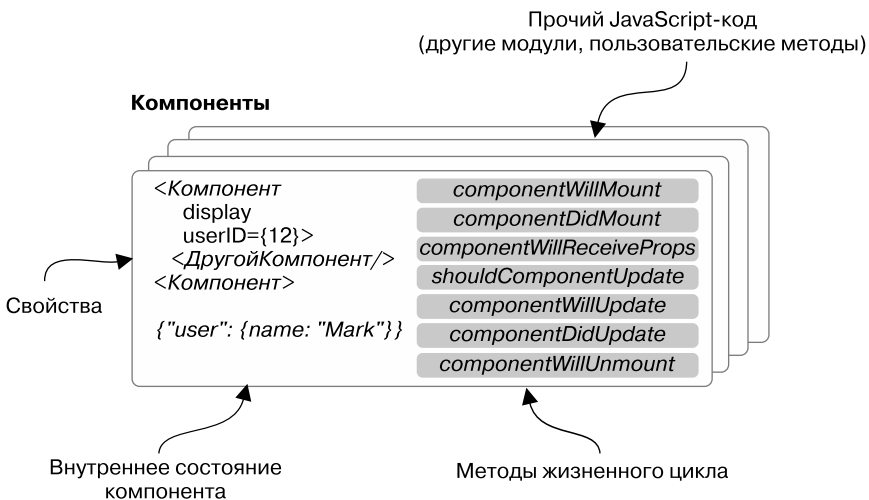 Прочий JavaScript-код
(другие модули, пользовательские методы)
Компоненты
<Компонент
display
userID={12}>
<ДругойКомпонент/>
<Компонент>
{"user": {name: "Mark"}}
componentWillMount
componentDidMount
componentWillReceiveProps
shouldComponentUpdate
componentWillUpdate
componentDidUpdate
componentWillUnmount
Свойства
Внутреннее состояние
компонента
Методы жизненного цикла